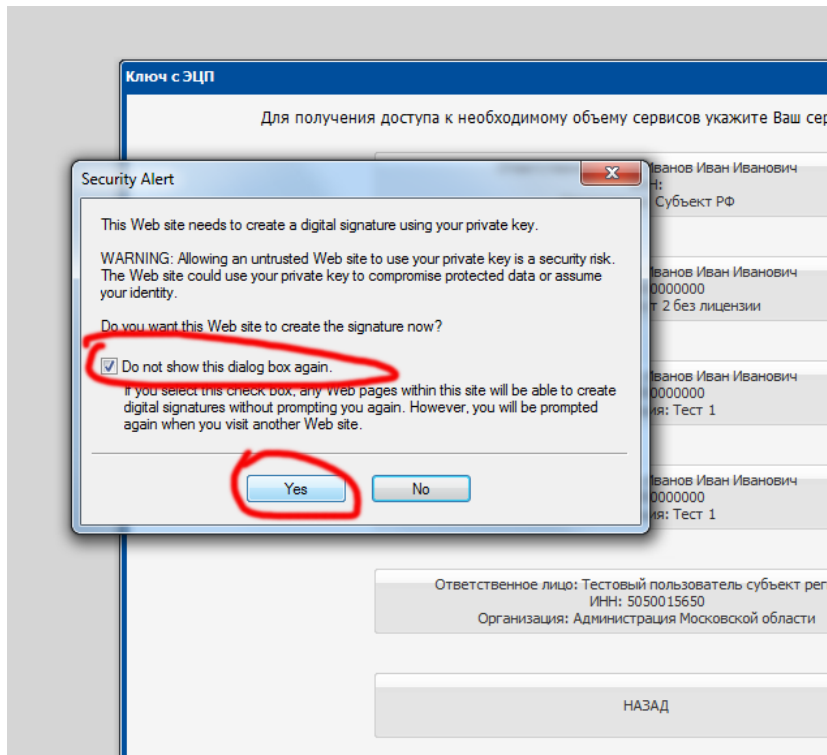 Ключ с ЭЦП
Для получения доступа к необходимому объему сервисов укажите Ваш сер
Security Alert
This Web site needs to create a digital signature using your private key.
WARNING: Allowing an untrusted Web site to use your private key is a security risk.
The Web site could use your private key to compromise protected data or assume
your identity.
Do you want this Web site to create the signature now?
Do not show this dialog box again.
If you select this check box, any Web pages within this site will be able to create
digital signatures without prompting you again. However, you will be prompted
again when you visit another Web site.
Yes
No
Иванов Иван Иванович
Н:
Субъект РФ
Иванов Иван Иванович
0000000
т 2 без лицензии
Иванов Иван Иванович
0000000
ия: Тест 1
Иванов Иван Иванович
0000000
ия: Тест 1
Ответственное лицо: Тестовый пользователь субъект рег
ИНН: 5050015650
Организация: Администрация Московской области
НАЗАД